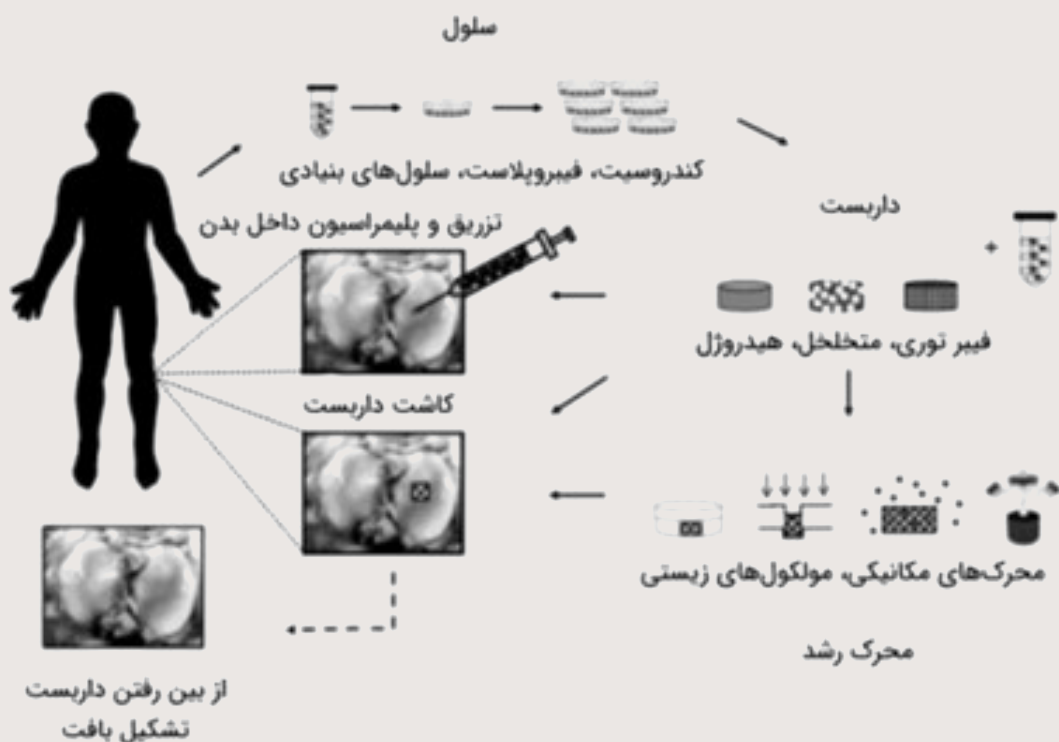 سلول
کندروسیت، فیبروپلاست، سلول‌های بنیادی
تزریق و پلیمراسیون داخل بدن
داربست
+
فیبر توری، متخلخل، هیدروژل
کاشت داربست
محرک‌های مکانیکی، مولکول‌های زیستی
محرک رشد
از بین رفتن داربست
تشکیل بافت